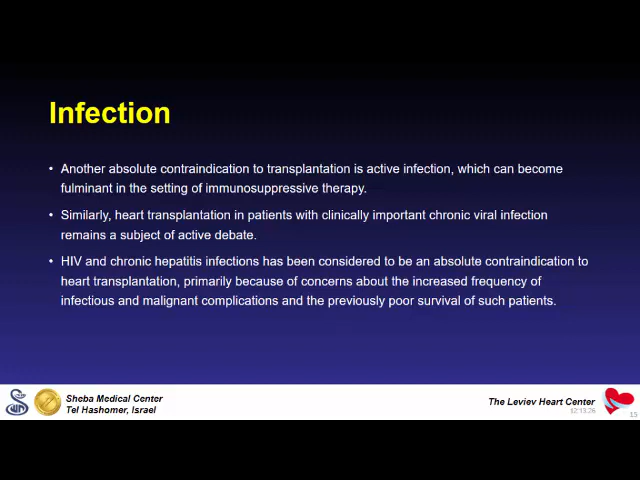 Infection
• Another absolute contraindication to transplantation is active infection, which can become
fulminant in the setting of immunosuppressive therapy.
• Similarly, heart transplantation in patients with clinically important chronic viral infection
remains a subject of active debate.
• HIV and chronic hepatitis infections has been considered to be an absolute contraindication to
heart transplantation, primarily because of concerns about the increased frequency of
infectious and malignant complications and the previously poor survival of such patients.
Sheba Medical Center
Tel Hashomer, Israel
The Leviev Heart Center
12:13:26
15